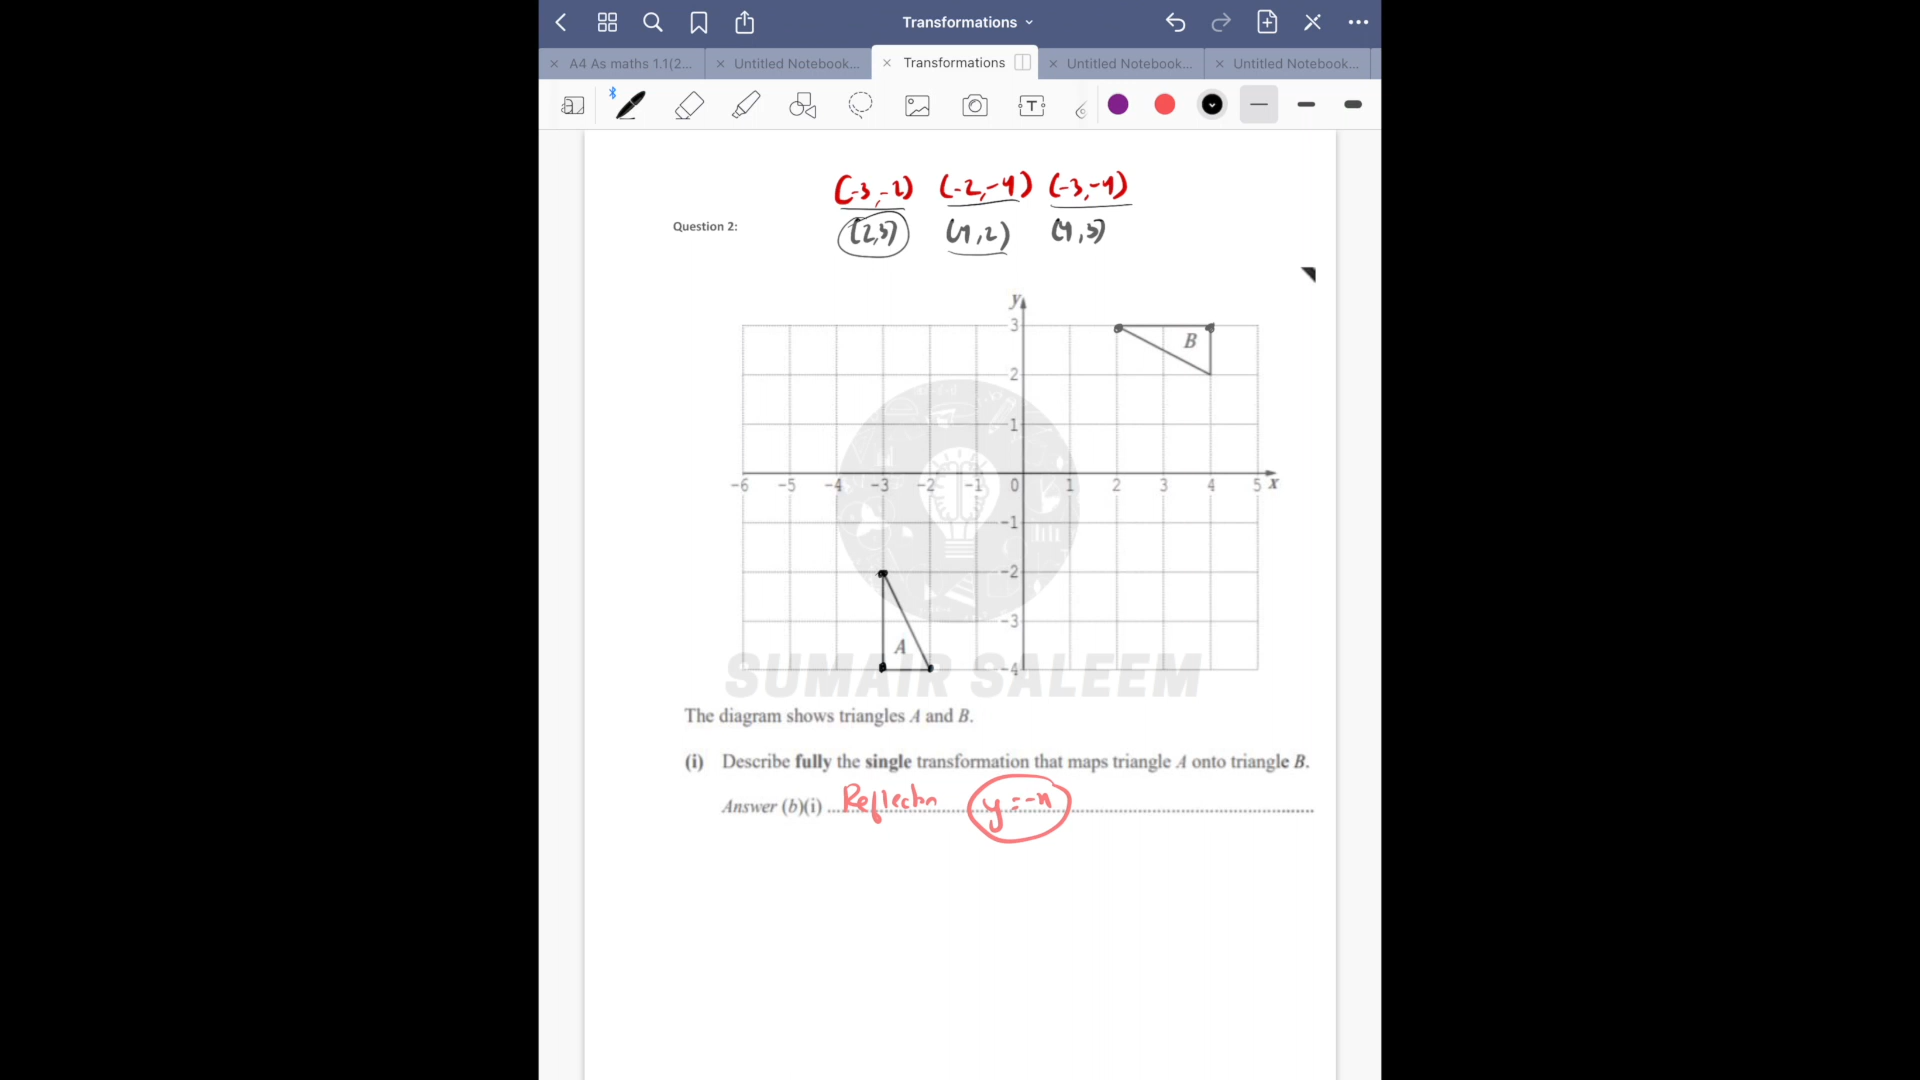 Transformations
A4 As maths 1.1(2... Untitled Notebook... Transformations Untitled Notebook... Untitled Notebook...
(-3,-2) (-2,-4) (-3,-4)
Question 2: (2,3) (4,2) (4,3)
y
3
B
2
1
-6 -5 -4 -3 -2 -1 0 1 2 3 4 5 x
-1
-2
-3
A
-4
SUMAIR SALEEM
The diagram shows triangles A and B.
(i) Describe fully the single transformation that maps triangle A onto triangle B.
Answer (b)(i) Reflectn y = -x